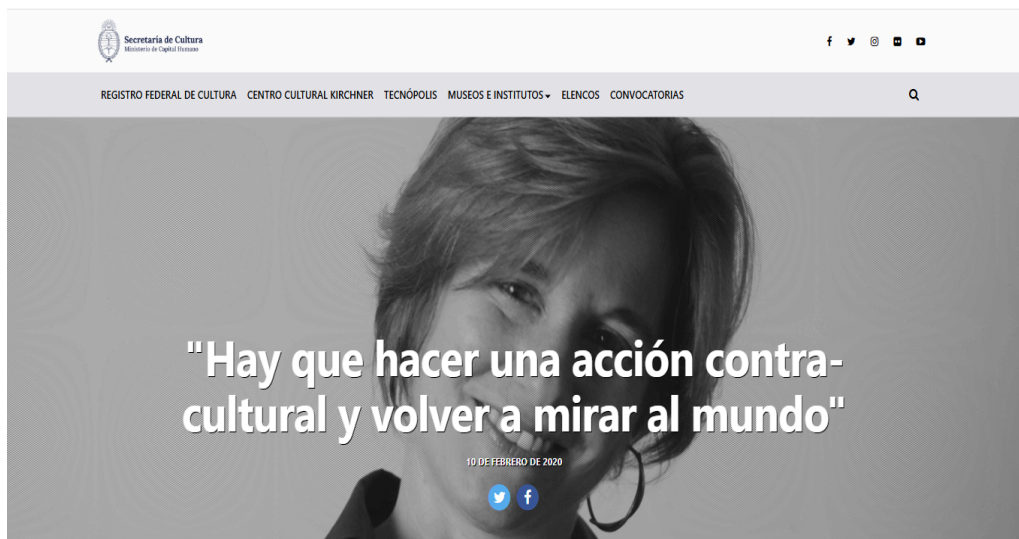 Secretaría de Cultura
Ministerio de Capital Humano
REGISTRO FEDERAL DE CULTURA CENTRO CULTURAL KIRCHNER TECNÓPOLIS MUSEOS E INSTITUTOS ELENCOS CONVOCATORIAS
"Hay que hacer una acción contra-
cultural y volver a mirar al mundo"
10 DE FEBRERO DE 2020